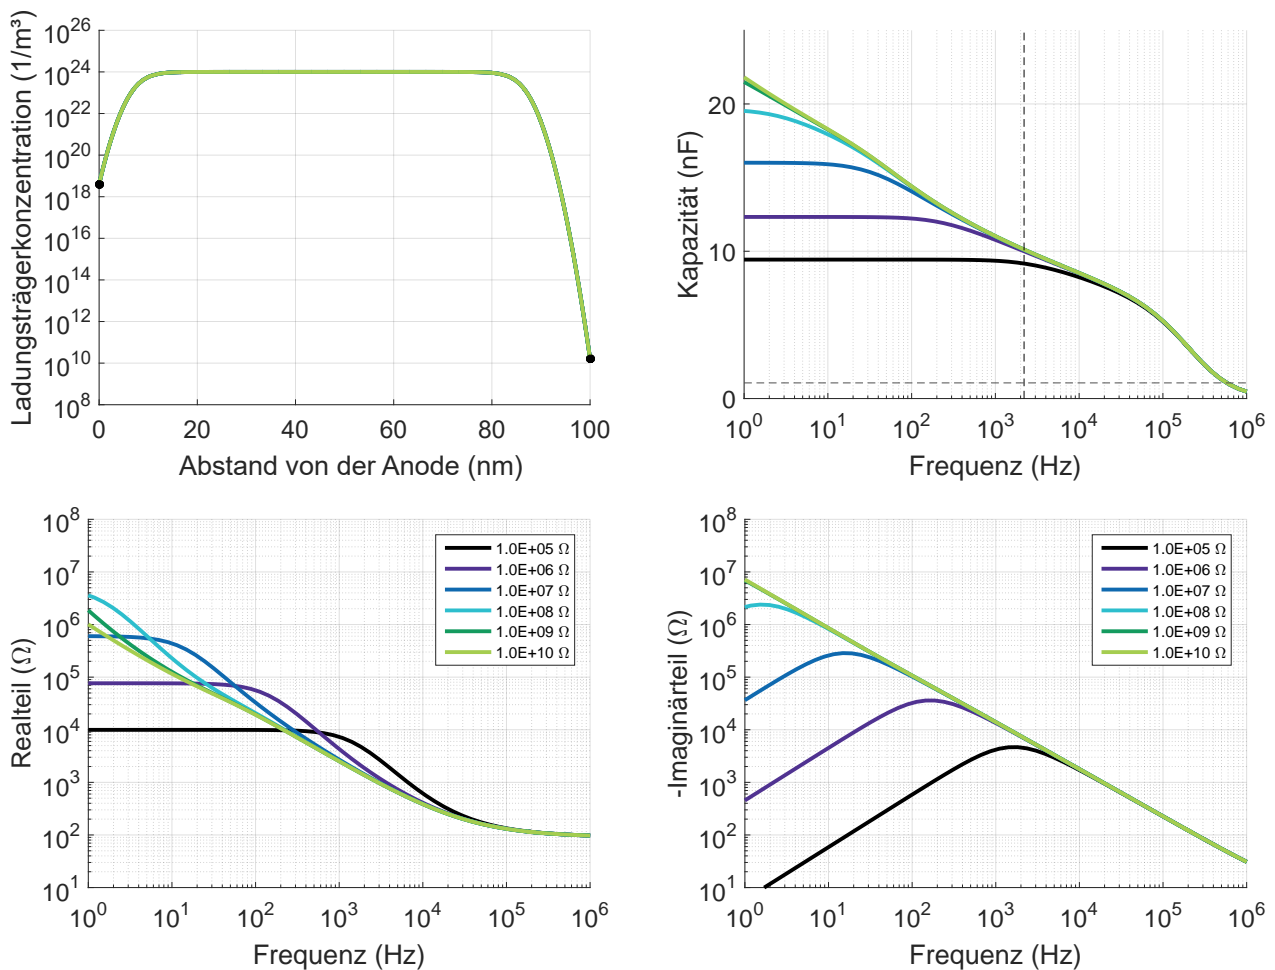 Ladungsträgerkonzentration (1/m³)
10^26
10^24
10^22
10^20
10^18
10^16
10^14
10^12
10^10
10^8
0
20
40
60
80
100
Abstand von der Anode (nm)
Kapazität (nF)
20
10
0
10^0
10^1
10^2
10^3
10^4
10^5
10^6
Frequenz (Hz)
Realteil (Ω)
10^8
10^7
10^6
10^5
10^4
10^3
10^2
10^1
10^0
10^1
10^2
10^3
10^4
10^5
10^6
Frequenz (Hz)
1.0E+05 Ω
1.0E+06 Ω
1.0E+07 Ω
1.0E+08 Ω
1.0E+09 Ω
1.0E+10 Ω
-Imaginärteil (Ω)
10^8
10^7
10^6
10^5
10^4
10^3
10^2
10^1
10^0
10^1
10^2
10^3
10^4
10^5
10^6
Frequenz (Hz)
1.0E+05 Ω
1.0E+06 Ω
1.0E+07 Ω
1.0E+08 Ω
1.0E+09 Ω
1.0E+10 Ω